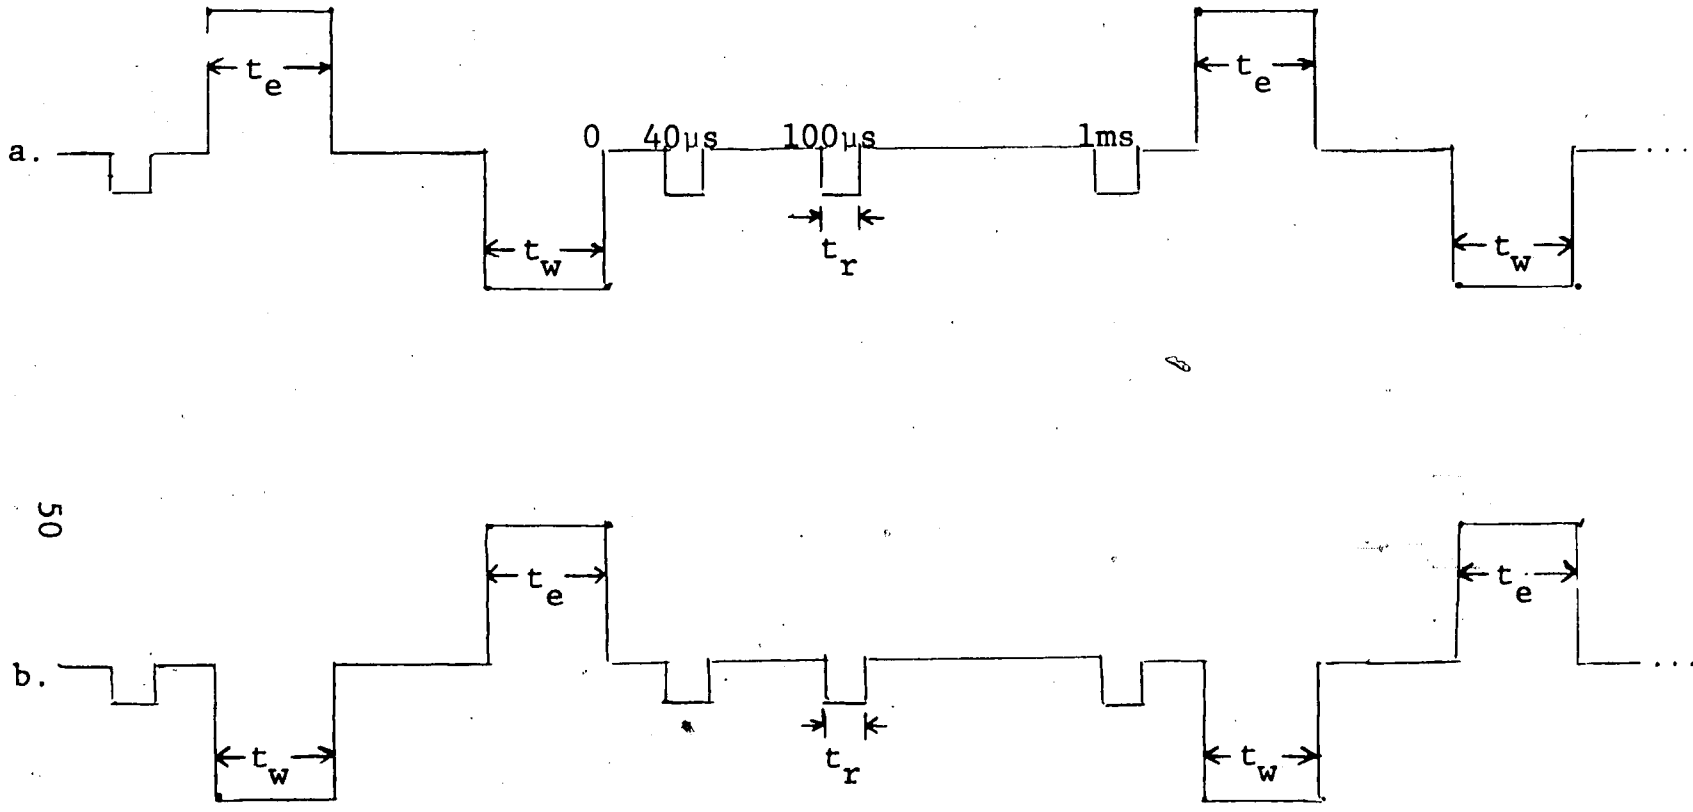 t_e t_e
a. 0 40μs 100μs 1ms ...
t_w t_r t_w
50
t_e t_e
b. ...
t_w t_r t_w